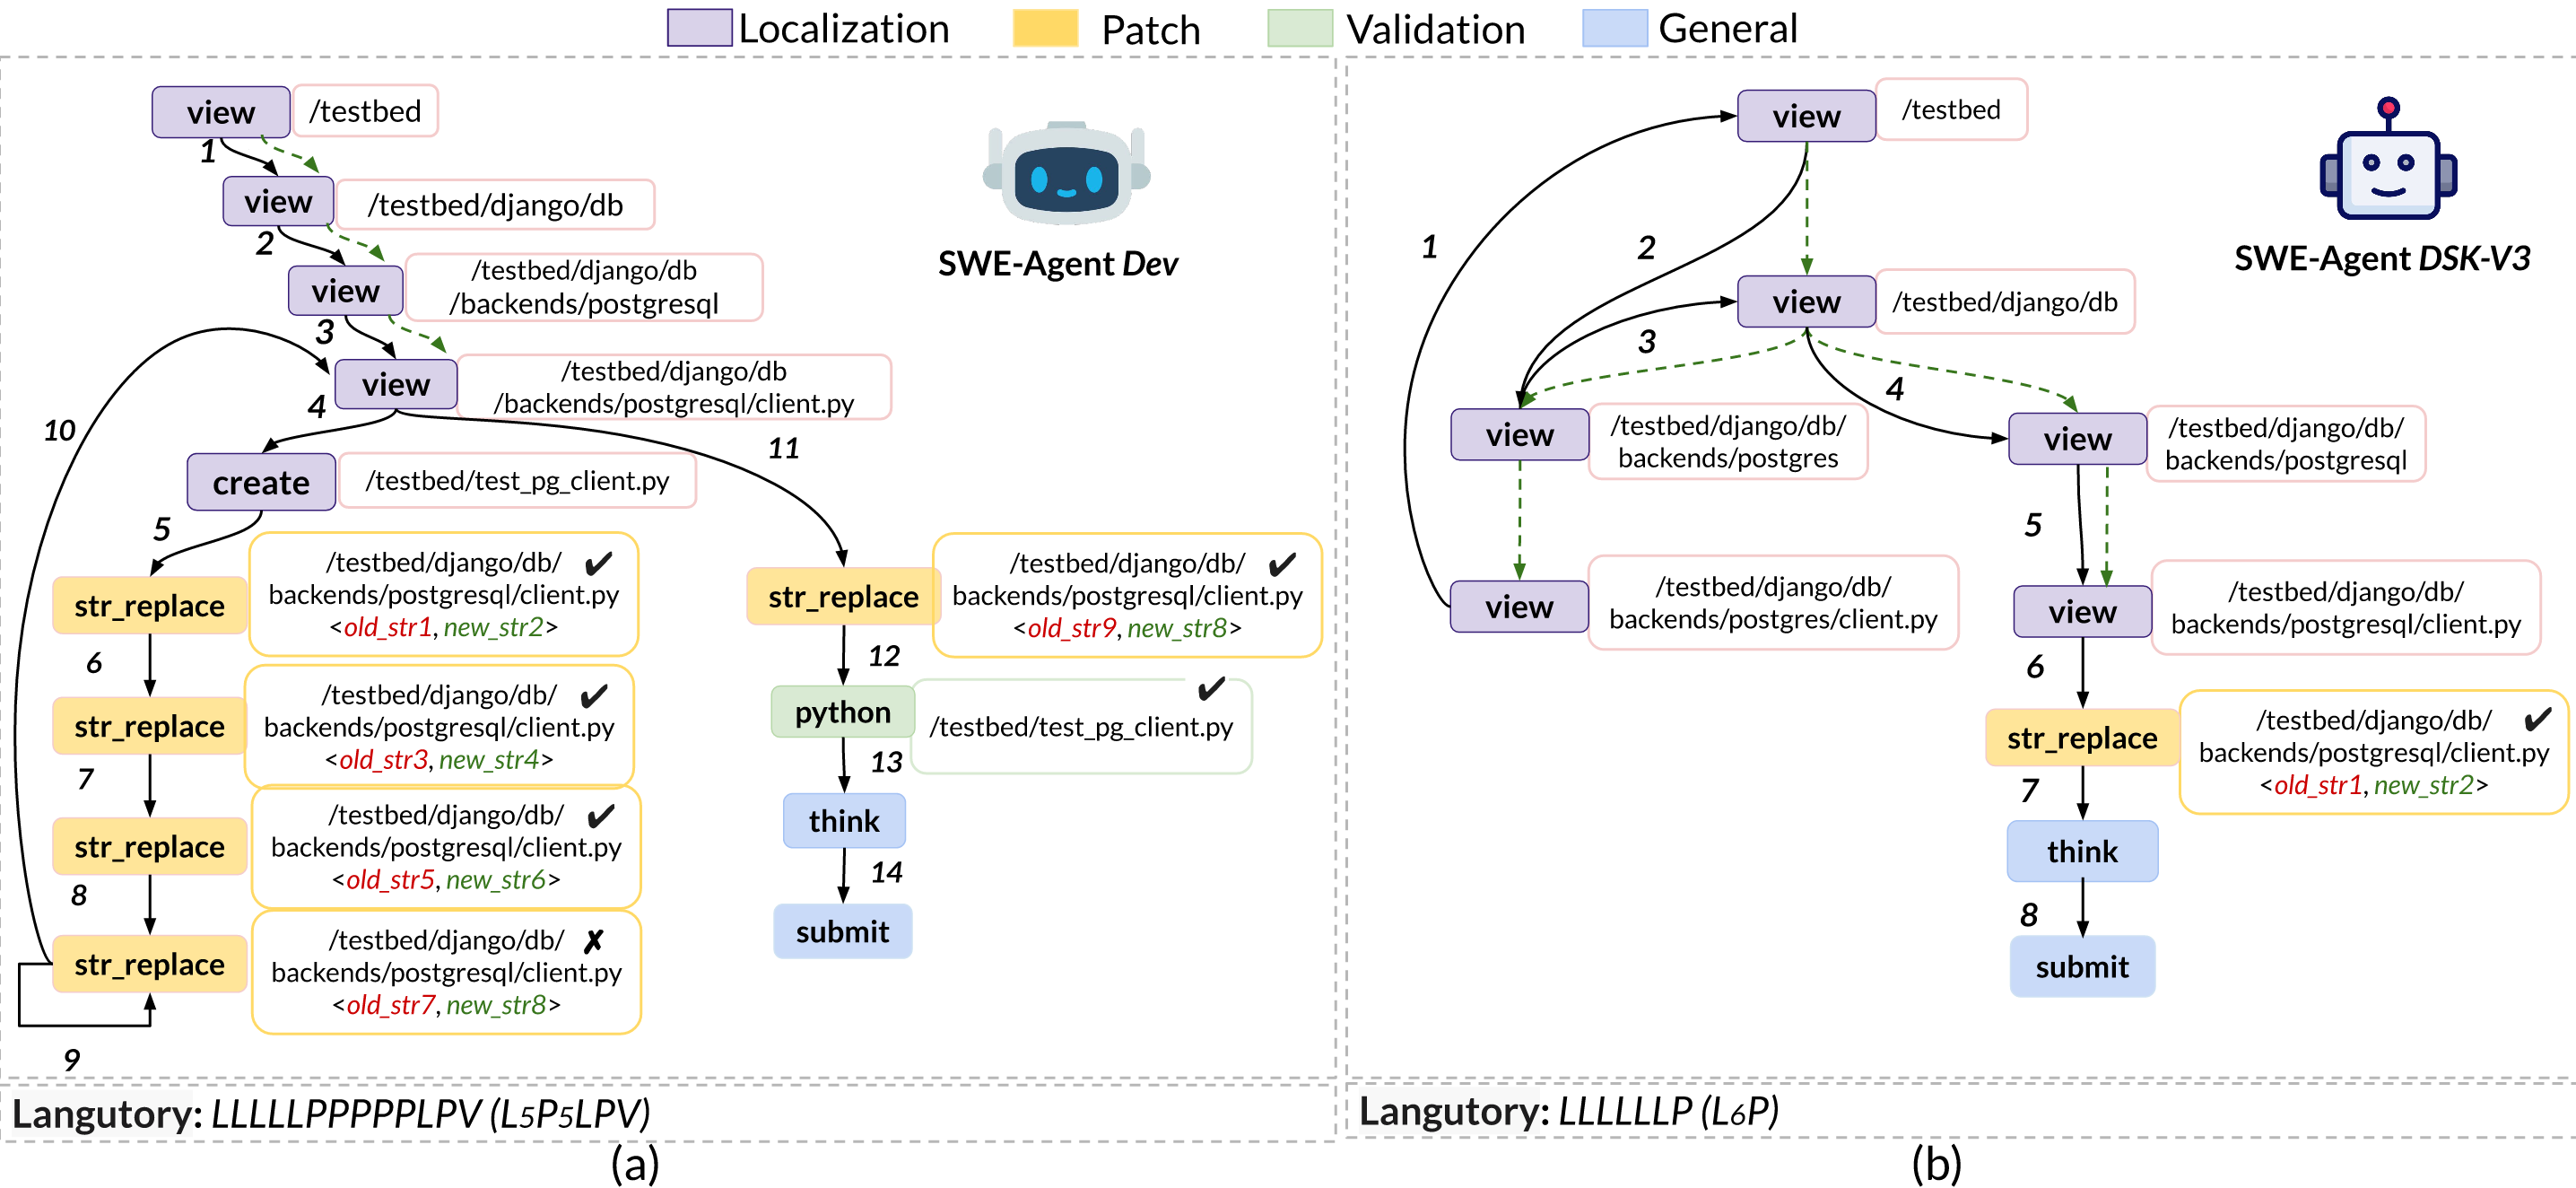 Localization
Patch
Validation
General
view
/testbed
1
view
/testbed/django/db
2
view
/testbed/django/db
/backends/postgresql
3
view
/testbed/django/db
/backends/postgresql/client.py
4
10
11
create
/testbed/test_pg_client.py
5
str_replace
/testbed/django/db/ ✔
backends/postgresql/client.py
<old_str1, new_str2>
6
str_replace
/testbed/django/db/ ✔
backends/postgresql/client.py
<old_str3, new_str4>
7
str_replace
/testbed/django/db/ ✔
backends/postgresql/client.py
<old_str5, new_str6>
8
str_replace
/testbed/django/db/ ✘
backends/postgresql/client.py
<old_str7, new_str8>
9
str_replace
/testbed/django/db/ ✔
backends/postgresql/client.py
<old_str9, new_str8>
12
python
✔
/testbed/test_pg_client.py
13
think
14
submit
SWE-Agent Dev
Langutory: LLLLLPPPPPLPV (L5P5LPV)
(a)
view
/testbed
1
2
SWE-Agent DSK-V3
view
/testbed/django/db
3
4
view
/testbed/django/db/
backends/postgres
view
/testbed/django/db/
backends/postgresql
5
view
/testbed/django/db/
backends/postgres/client.py
view
/testbed/django/db/
backends/postgresql/client.py
6
str_replace
/testbed/django/db/ ✔
backends/postgresql/client.py
<old_str1, new_str2>
7
think
8
submit
Langutory: LLLLLLP (L6P)
(b)